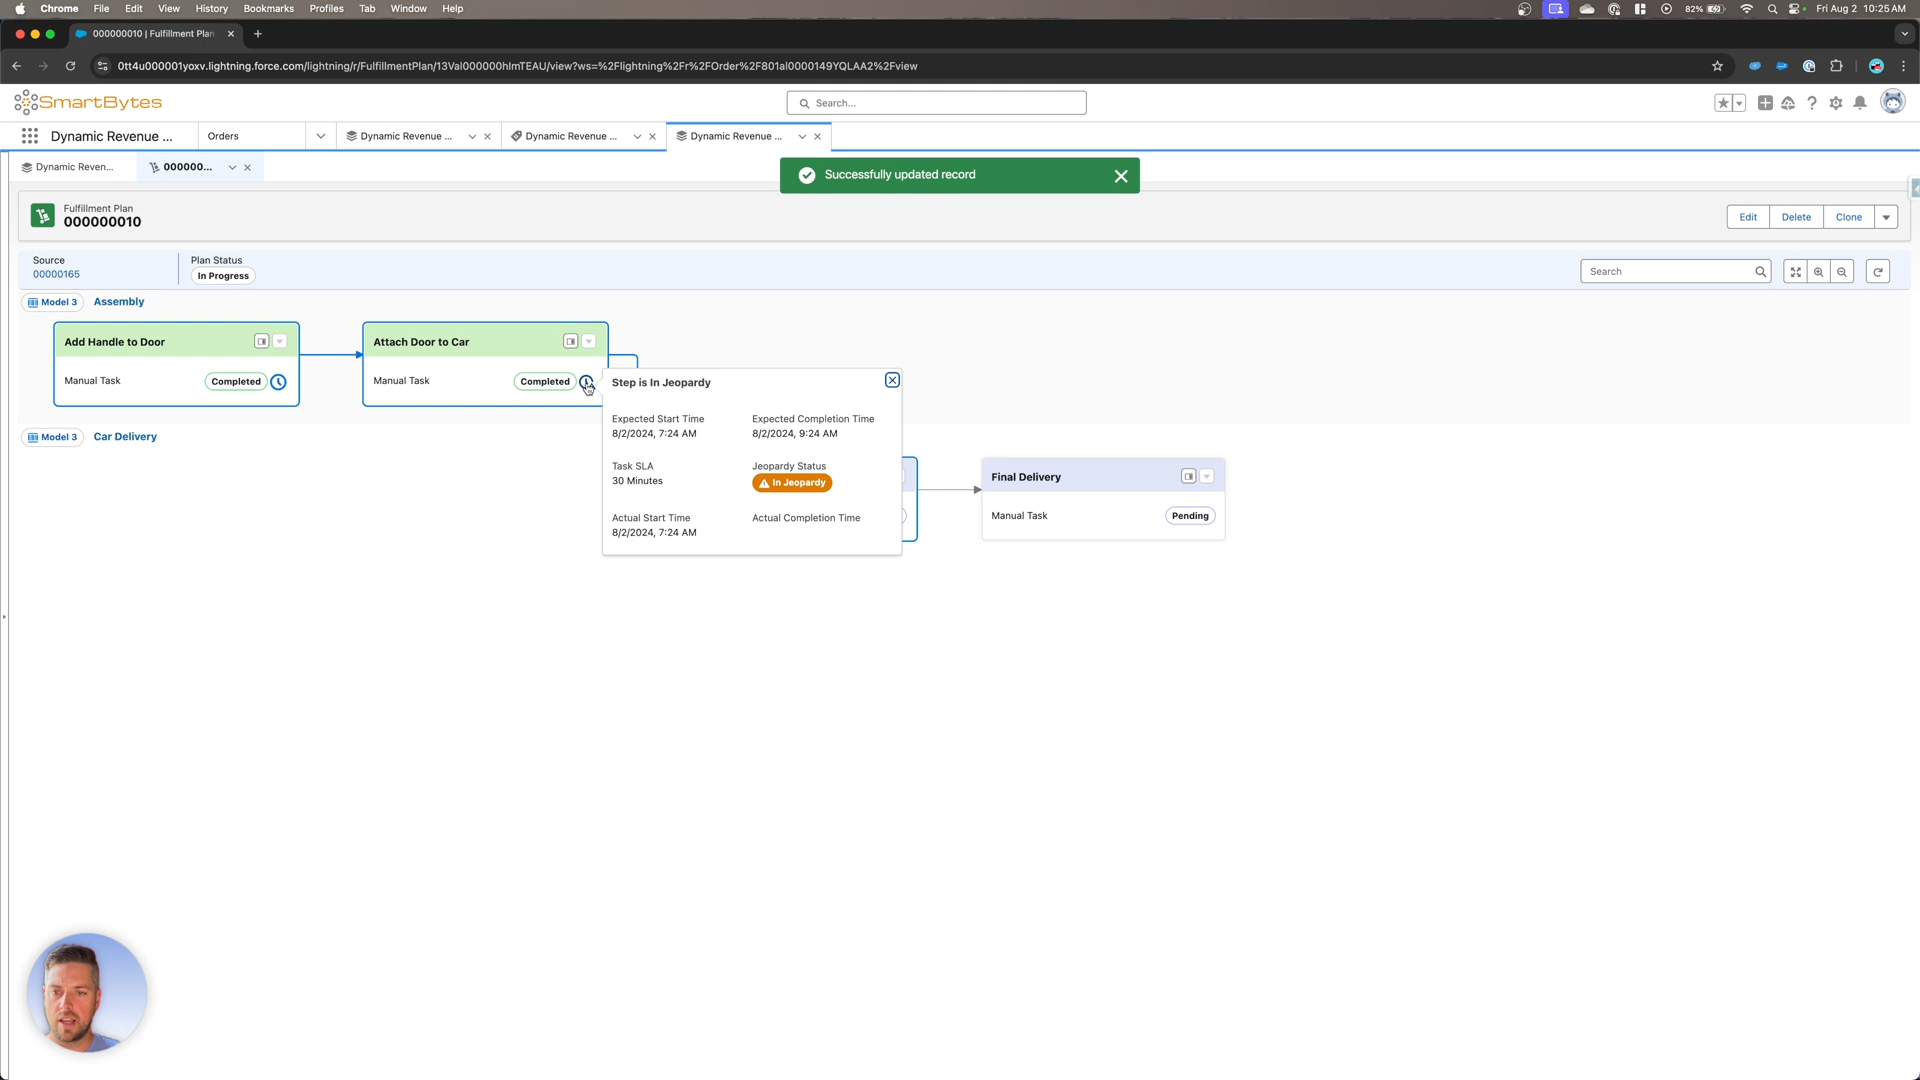 Chrome File Edit View History Bookmarks Profiles Tab Window Help 82% Fri Aug 2 10:25 AM
000000010 | Fulfillment Plan
0tt4u000001yoxv.lightning.force.com/lightning/r/FulfillmentPlan/13Val000000hlmTEAU/view?ws=%2Flightning%2Fr%2FOrder%2F801al0000149YQLAA2%2Fview
SmartBytes
Search...
Dynamic Revenue ... Orders Dynamic Revenue ... Dynamic Revenue ... Dynamic Revenue ...
Dynamic Reven... 000000...
Successfully updated record
Fulfillment Plan
000000010
Edit Delete Clone
Source Plan Status
00000165 In Progress
Search
Model 3 Assembly
Add Handle to Door Attach Door to Car
Manual Task Completed Manual Task Completed
Step is In Jeopardy
Expected Start Time Expected Completion Time
8/2/2024, 7:24 AM 8/2/2024, 9:24 AM
Model 3 Car Delivery
Task SLA Jeopardy Status
30 Minutes In Jeopardy
Final Delivery
Actual Start Time Actual Completion Time
8/2/2024, 7:24 AM
Manual Task Pending